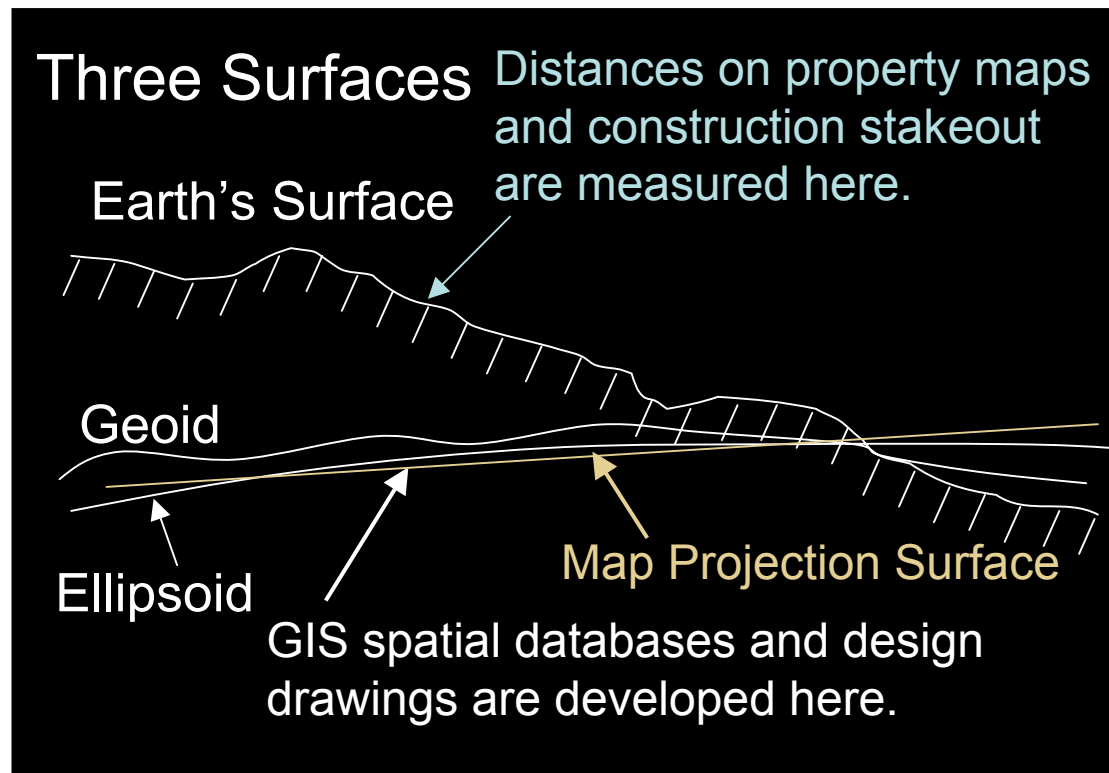 Three Surfaces
Distances on property maps
and construction stakeout
are measured here.
Earth’s Surface
Geoid
Map Projection Surface
Ellipsoid
GIS spatial databases and design
drawings are developed here.